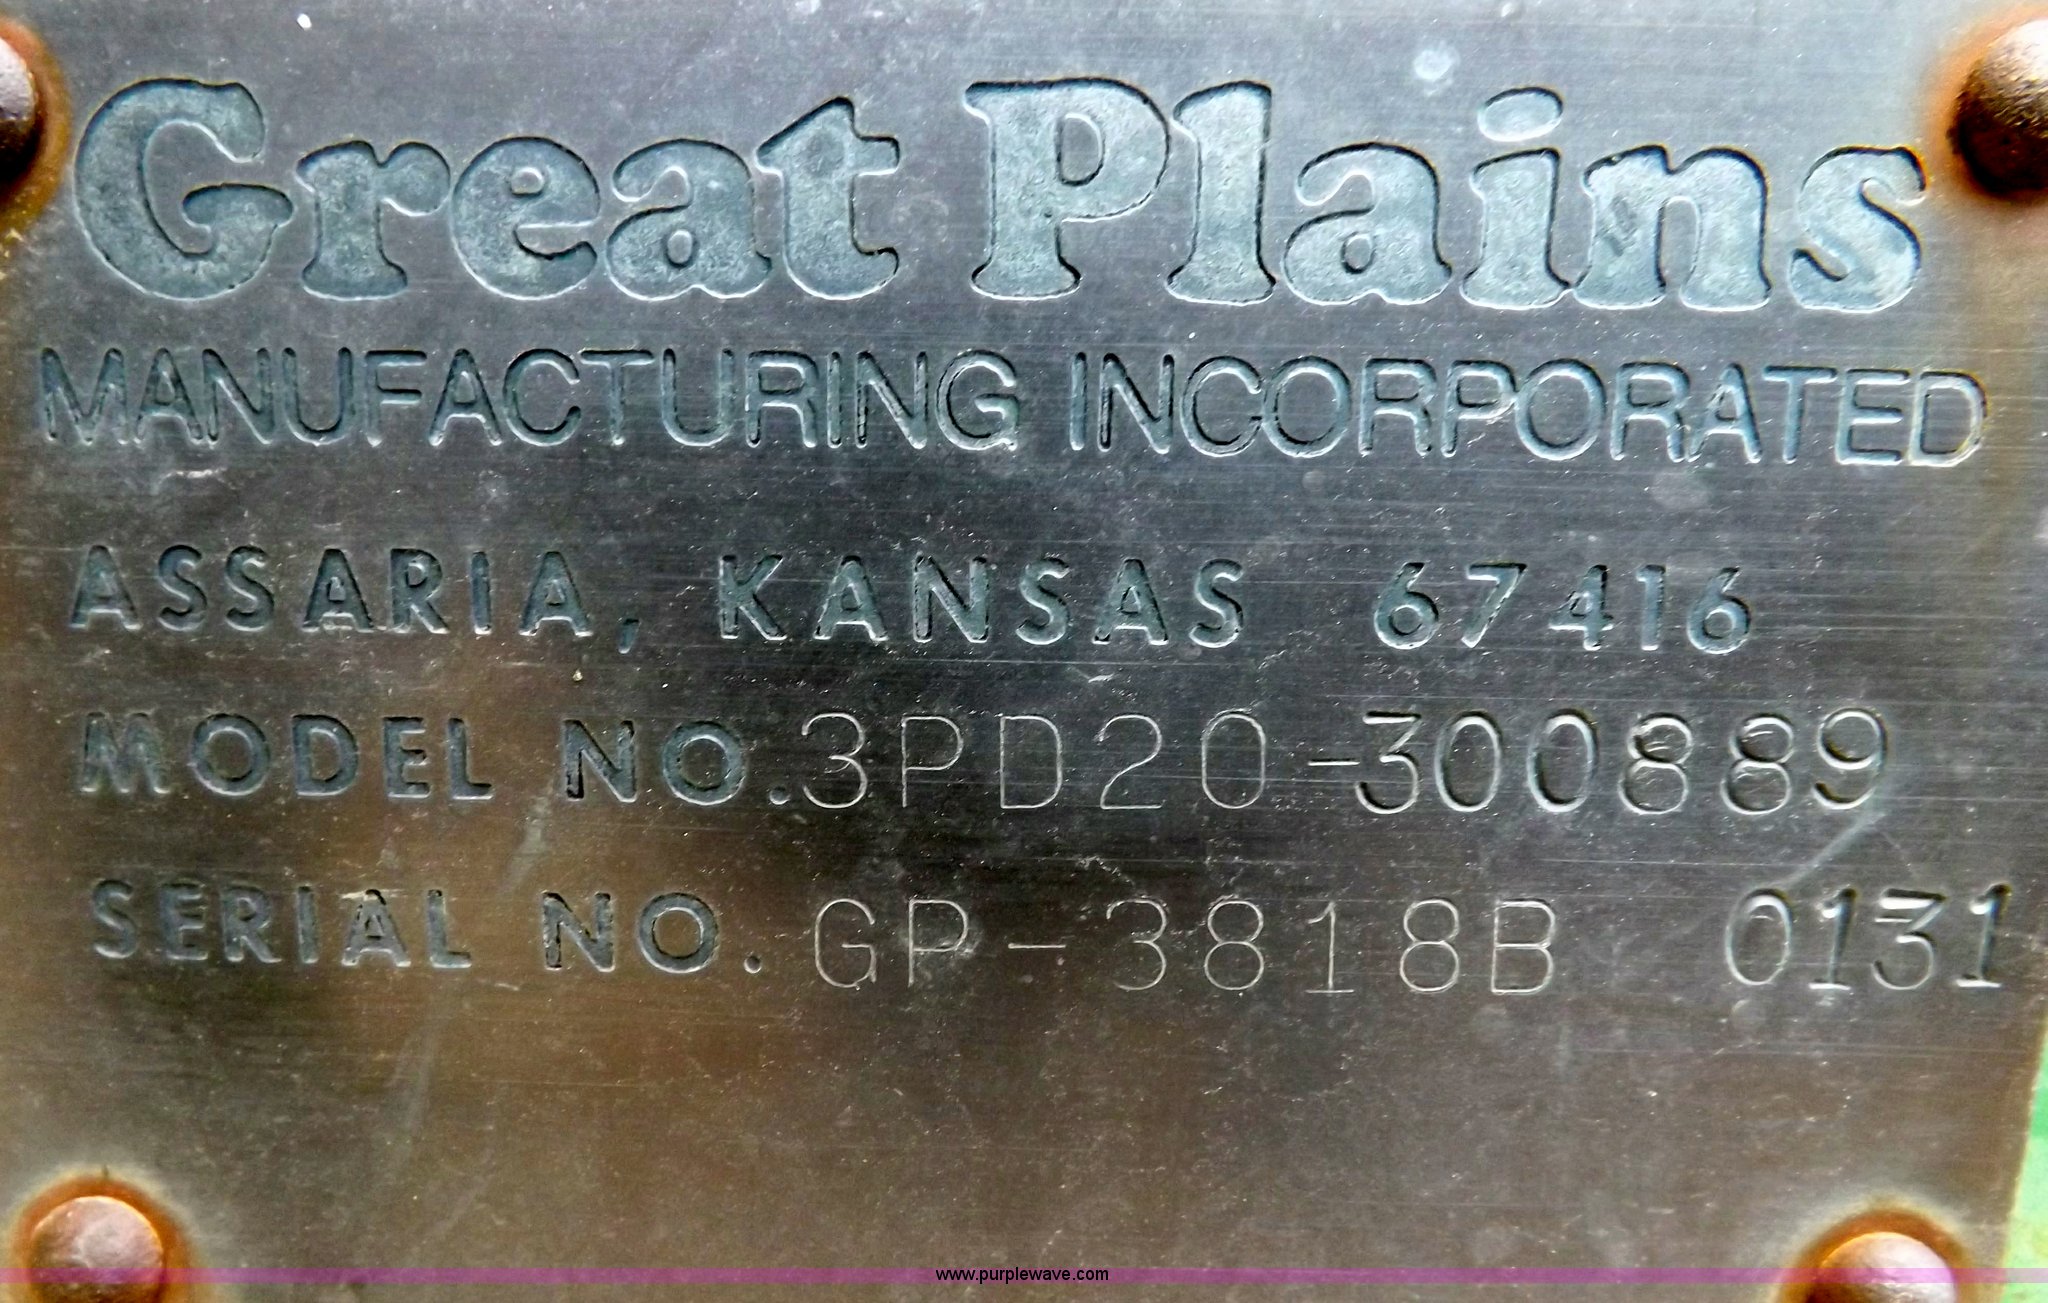 Great Plains
MANUFACTURING INCORPORATED
ASSARIA, KANSAS 67416
MODEL NO. 3PD20-300889
SERIAL NO. GP-3818B 0131
www.purplewave.com